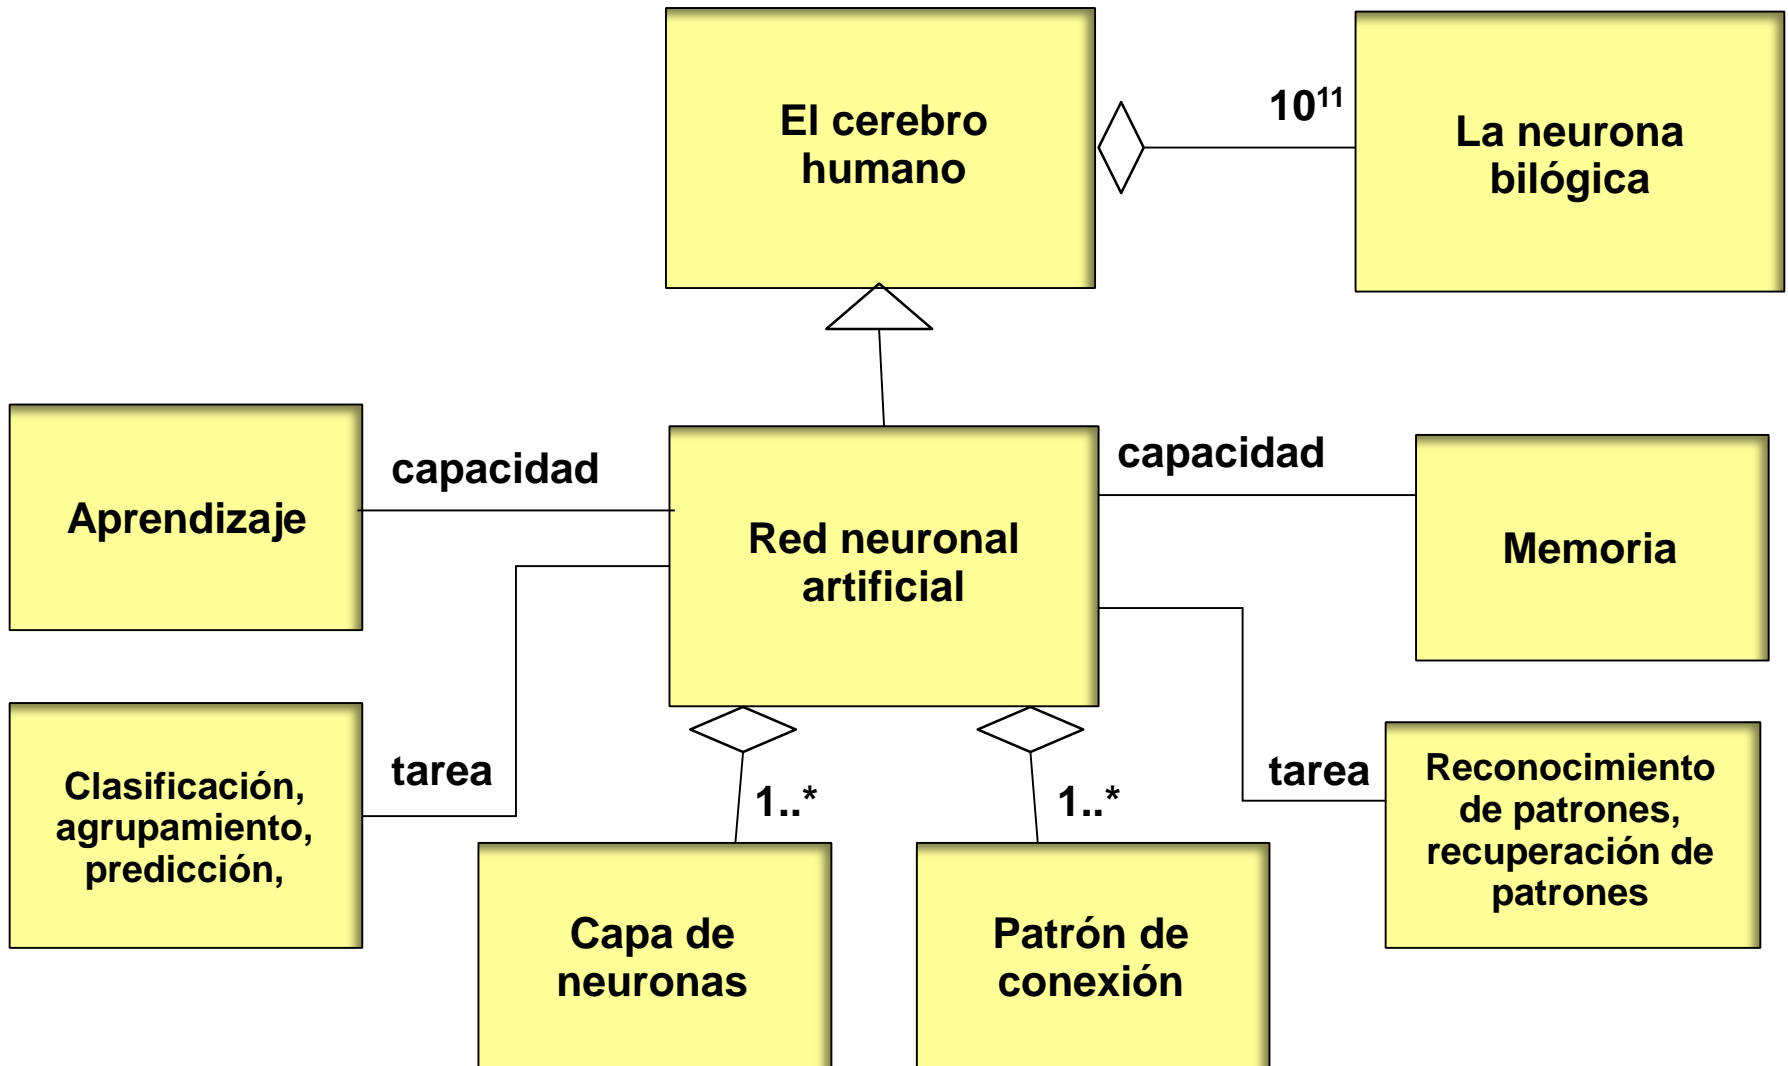 El cerebro
humano
10¹¹
La neurona
bilógica
Aprendizaje
capacidad
Red neuronal
artificial
capacidad
Memoria
Clasificación,
agrupamiento,
predicción,
tarea
1..*
1..*
tarea
Reconocimiento
de patrones,
recuperación de
patrones
Capa de
neuronas
Patrón de
conexión